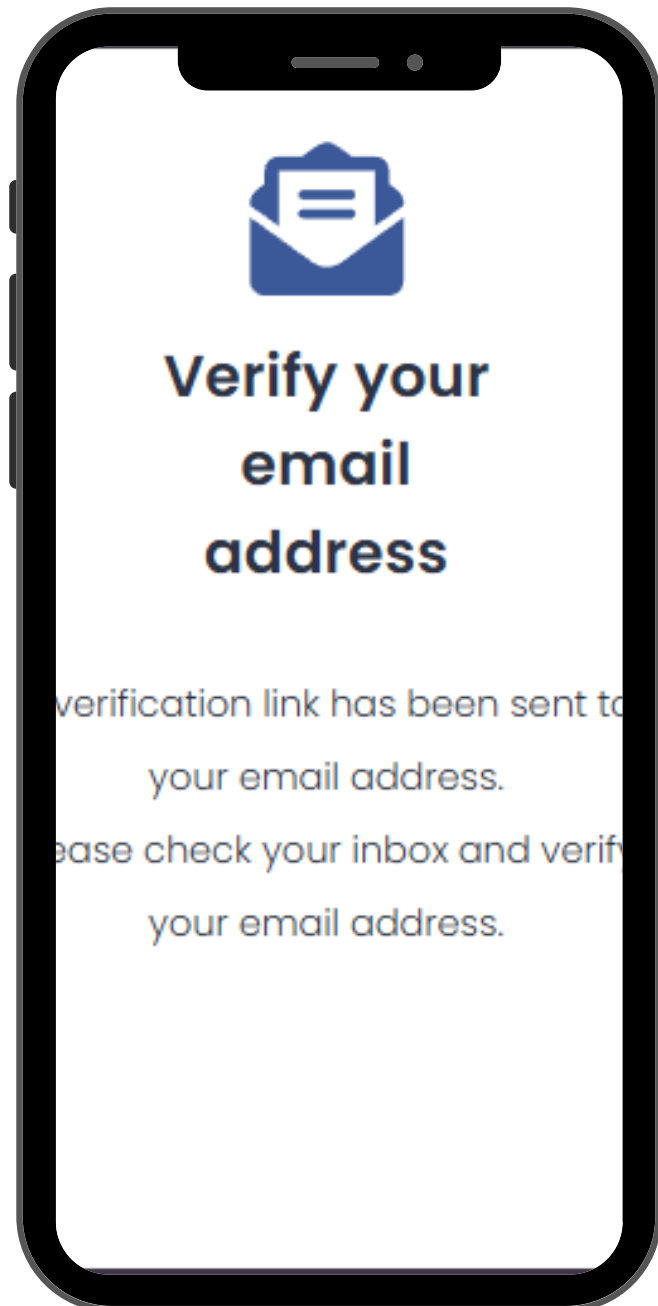 Verify your
email
address
verification link has been sent to
your email address.
ease check your inbox and verify
your email address.